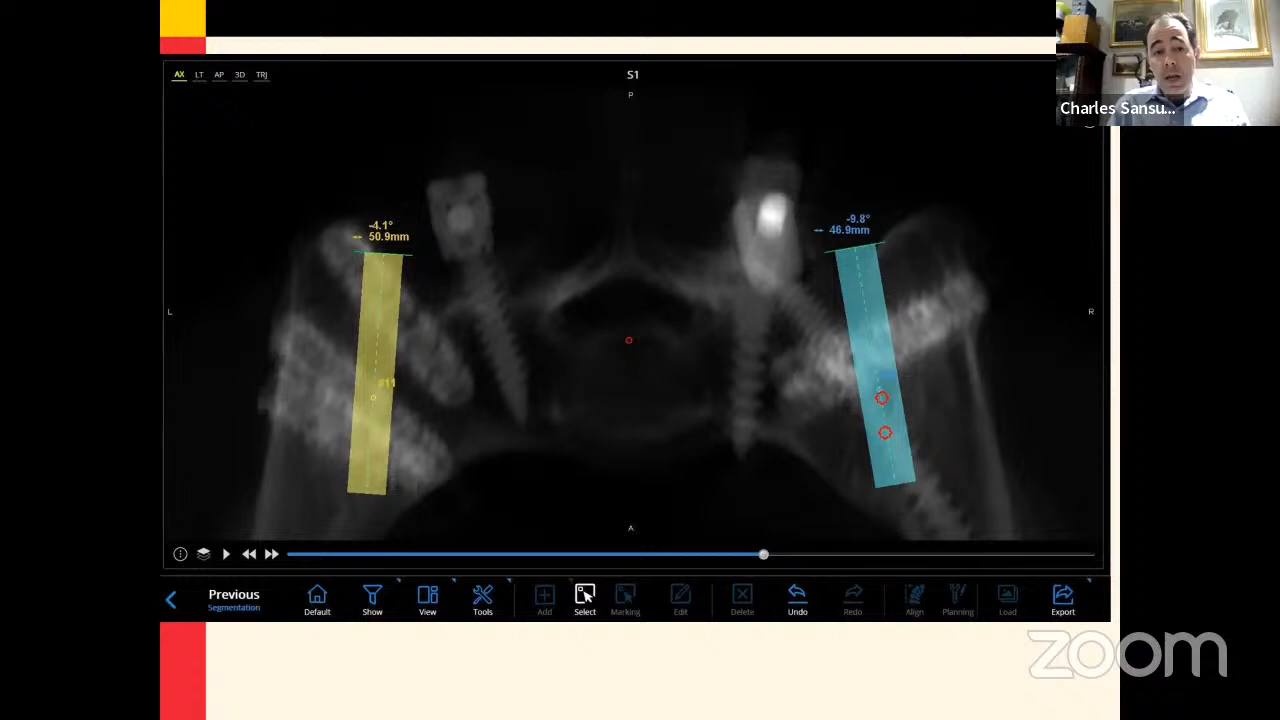 AX LT AP 3D TRJ
S1
P
Charles Sansu...
-4.1°
50.9mm
-9.8°
46.9mm
L
R
#11
A
Previous
Segmentation
Default
Show
View
Tools
Add
Select
Marking
Edit
Delete
Undo
Redo
Align
Planning
Load
Export
zoom